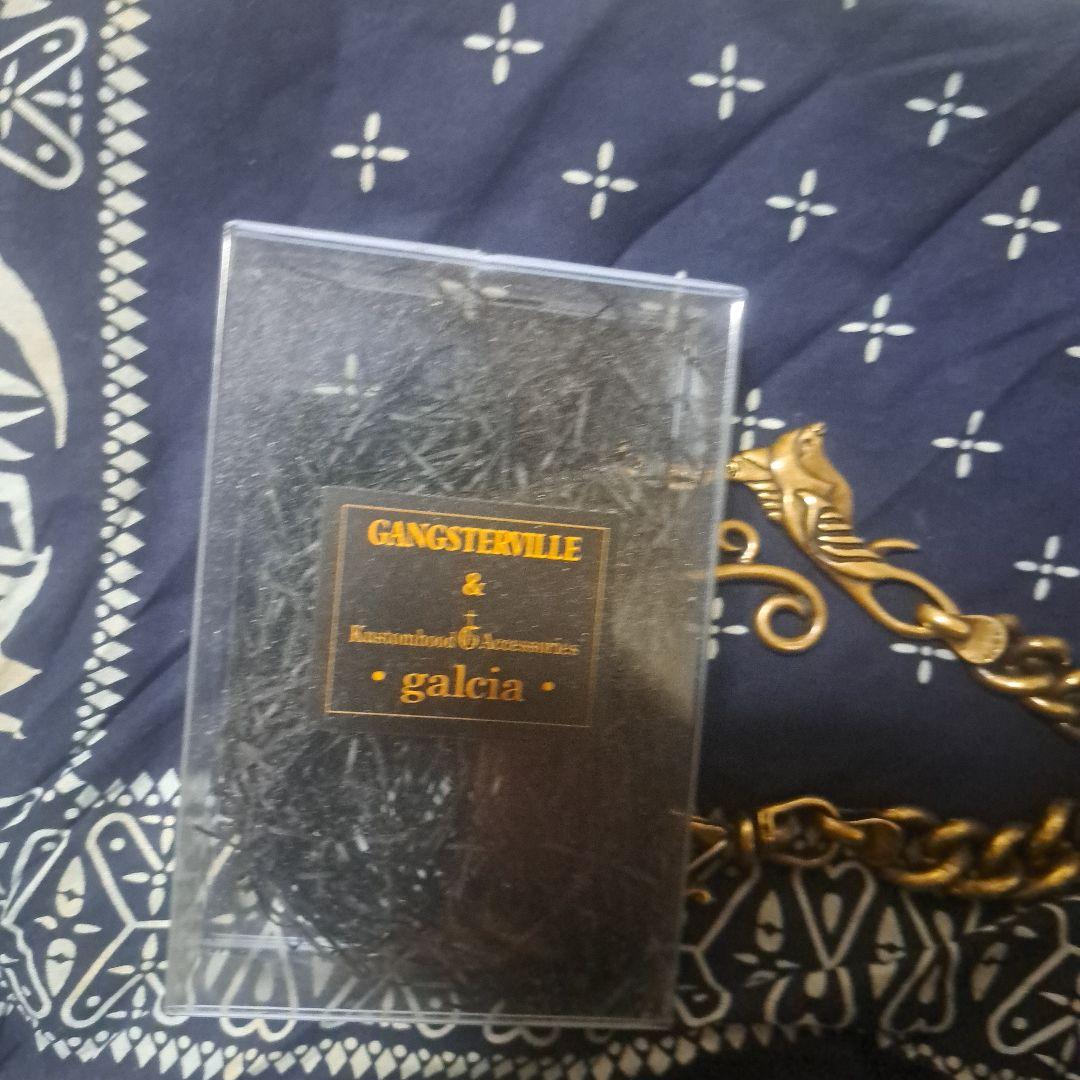 GANGSTERVILLE
&
Kustomhood G Accessories
• galcia •